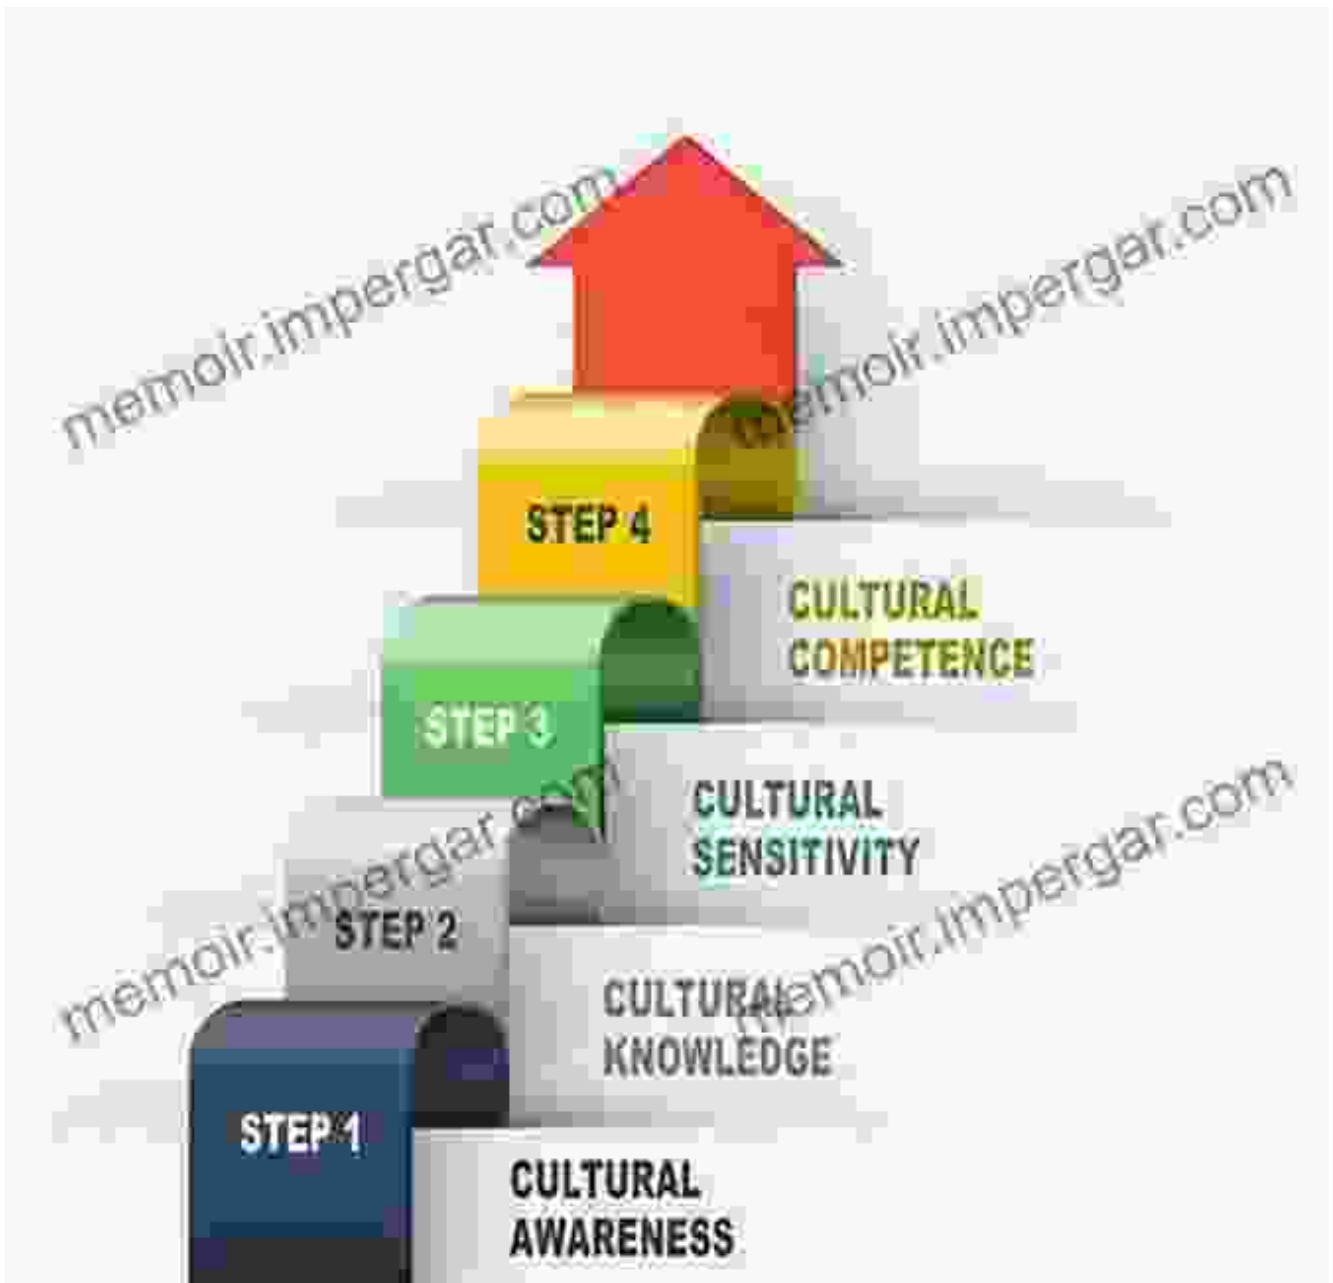 memoir.impergar.com
memoir.impergar.com
STEP 4
CULTURAL
COMPETENCE
STEP 3
CULTURAL
SENSITIVITY
memoir.impergar.com
memoir.impergar.com
STEP 2
CULTURAL
KNOWLEDGE
STEP 1
CULTURAL
AWARENESS